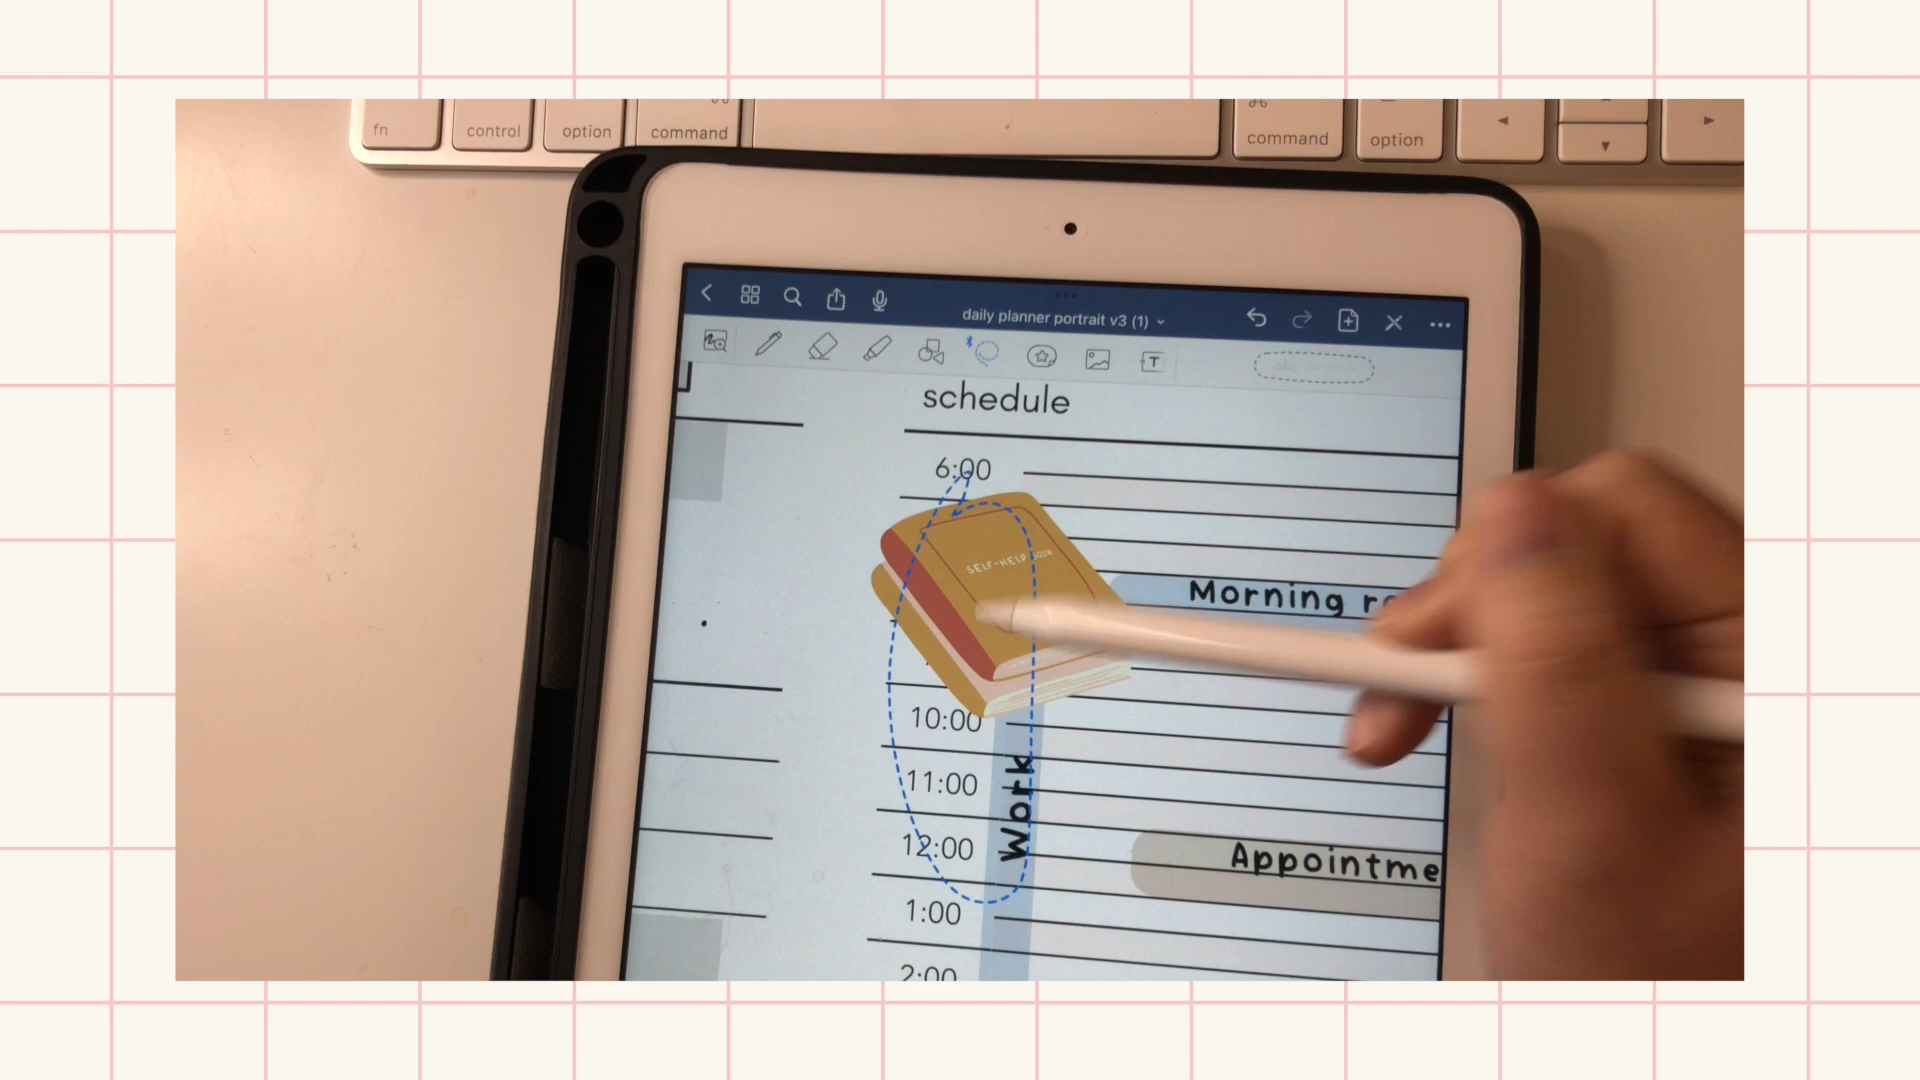 fn
control
option
command
command
option
daily planner portrait v3 (1)
T
schedule
6:00
SELF-HELP BOOK
Morning
10:00
11:00
Work
12:00
Appointme
1:00
2:00